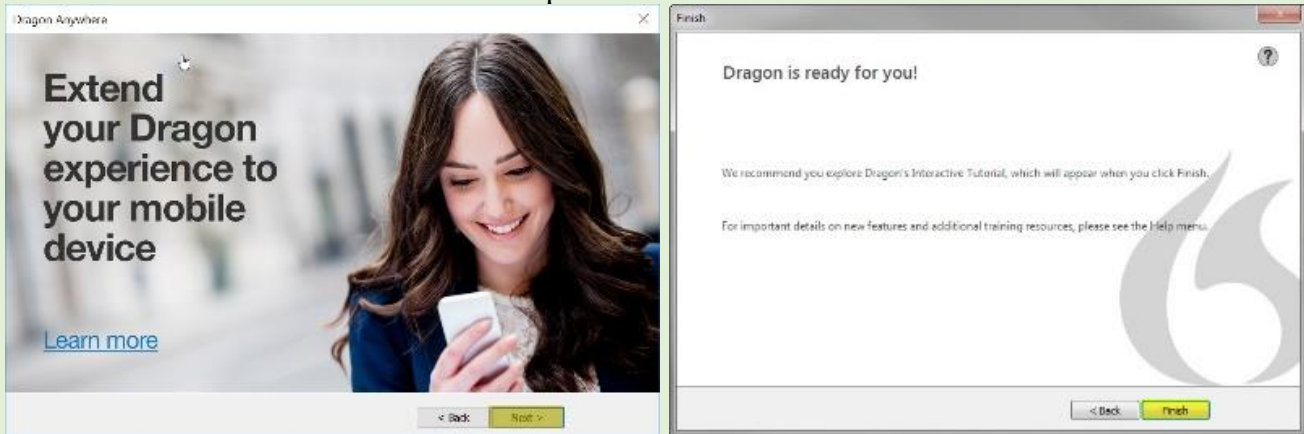 Dragon Anywhere
Extend
your Dragon
experience to
your mobile
device
Learn more
< Back
Next >
Finish
Dragon is ready for you!
?
We recommend you explore Dragon's Interactive Tutorial, which will appear when you click Finish.
For important details on new features and additional training resources, please see the Help menu.
< Back
Finish